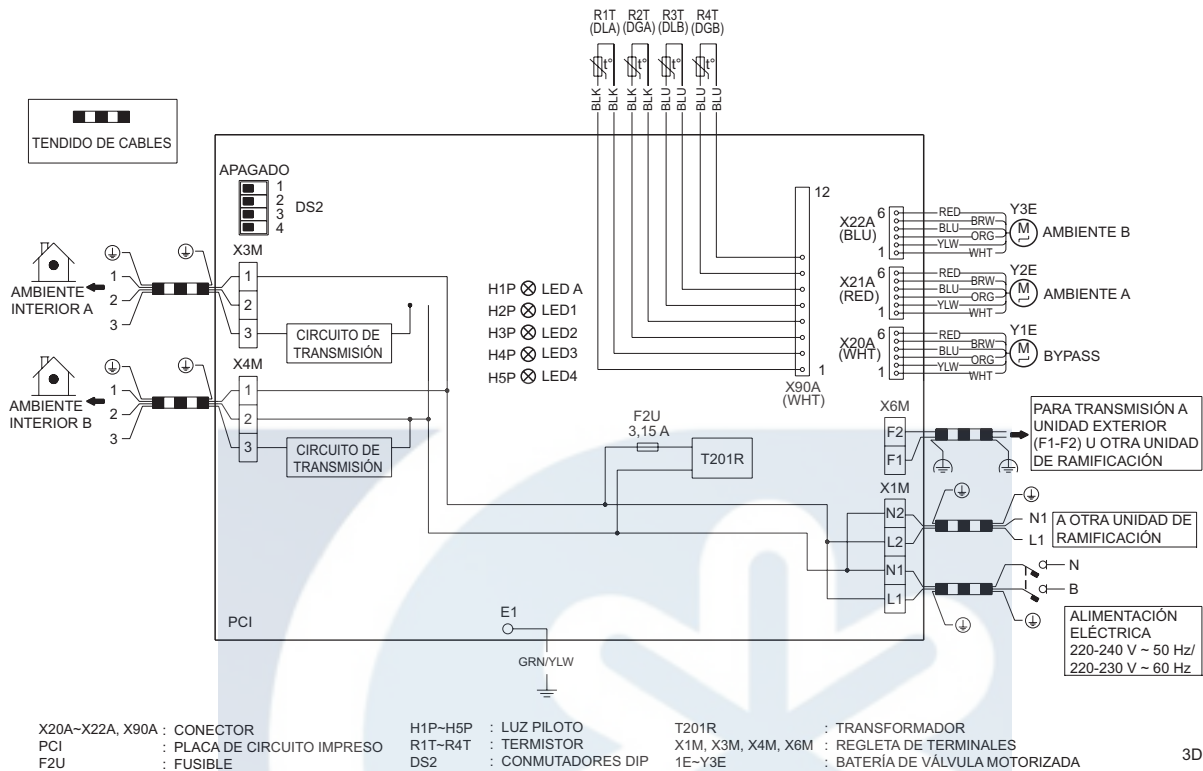 R1T R2T R3T R4T
(DLA) (DGA) (DLB) (DGB)
t° t° t° t°
BLK BLK BLK BLK BLU BLU BLU BLU
TENDIDO DE CABLES
APAGADO
1
2
3
4
DS2
X3M
1
2
3
AMBIENTE
INTERIOR A
1
2
3
CIRCUITO DE
TRANSMISIÓN
X4M
1
2
3
AMBIENTE
INTERIOR B
1
2
3
CIRCUITO DE
TRANSMISIÓN
H1P LED A
H2P LED1
H3P LED2
H4P LED3
H5P LED4
12
1
X90A
(WHT)
F2U
3,15 A
T201R
X22A
(BLU)
6
1
RED
BRW
BLU
ORG
YLW
WHT
Y3E
M
AMBIENTE B
X21A
(RED)
6
1
RED
BRW
BLU
ORG
YLW
WHT
Y2E
M
AMBIENTE A
X20A
(WHT)
6
1
RED
BRW
BLU
ORG
YLW
WHT
Y1E
M
BYPASS
X6M
F2
F1
PARA TRANSMISIÓN A
UNIDAD EXTERIOR
(F1-F2) U OTRA UNIDAD
DE RAMIFICACIÓN
X1M
N2
L2
N1
L1
N1
L1
A OTRA UNIDAD DE
RAMIFICACIÓN
N
B
ALIMENTACIÓN
ELÉCTRICA
220-240 V ~ 50 Hz/
220-230 V ~ 60 Hz
PCI
E1
GRN/YLW
X20A~X22A, X90A : CONECTOR
PCI : PLACA DE CIRCUITO IMPRESO
F2U : FUSIBLE
H1P~H5P : LUZ PILOTO
R1T~R4T : TERMISTOR
DS2 : CONMUTADORES DIP
T201R : TRANSFORMADOR
X1M, X3M, X4M, X6M : REGLETA DE TERMINALES
1E~Y3E : BATERÍA DE VÁLVULA MOTORIZADA
3D